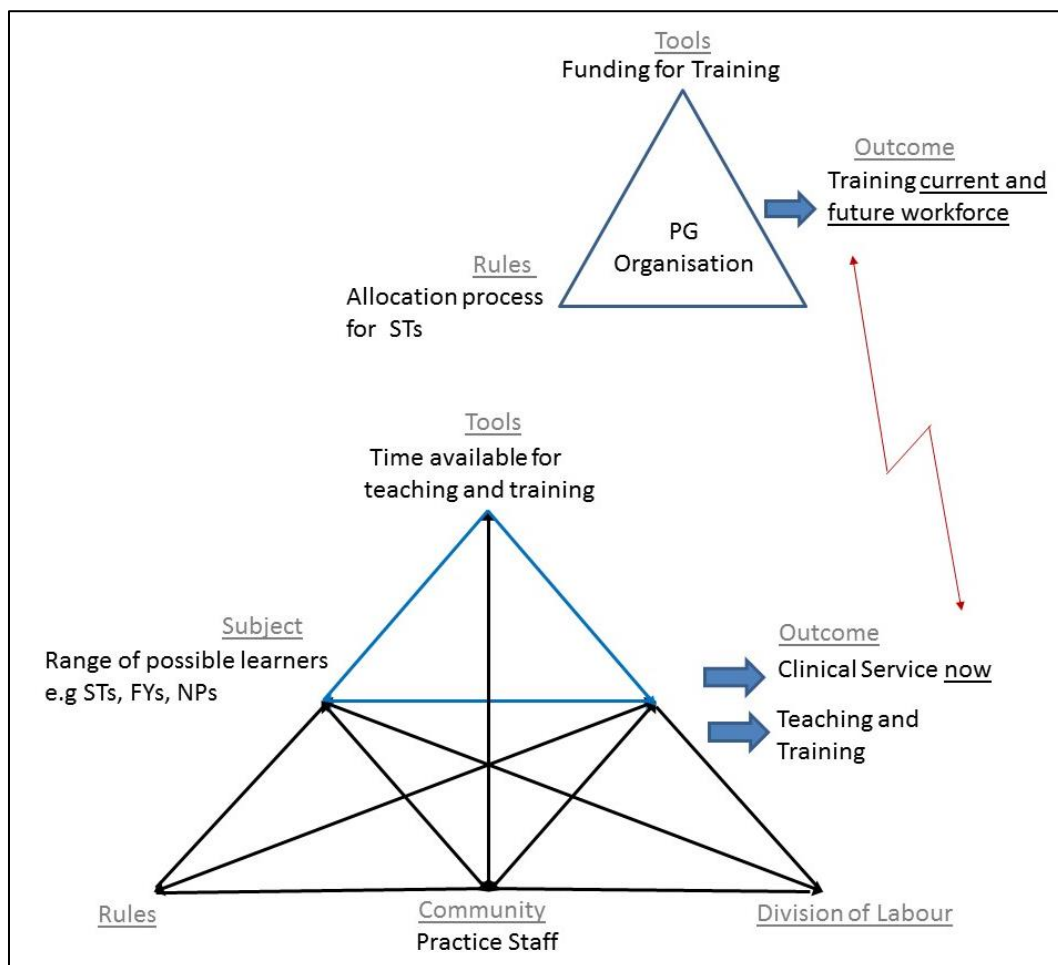 Tools
Funding for Training
Outcome
Training current and
future workforce
PG
Organisation
Rules
Allocation process
for STs
Tools
Time available for
teaching and training
Subject
Range of possible learners
e.g STs, FYs, NPs
Outcome
Clinical Service now
Teaching and
Training
Rules
Community
Practice Staff
Division of Labour